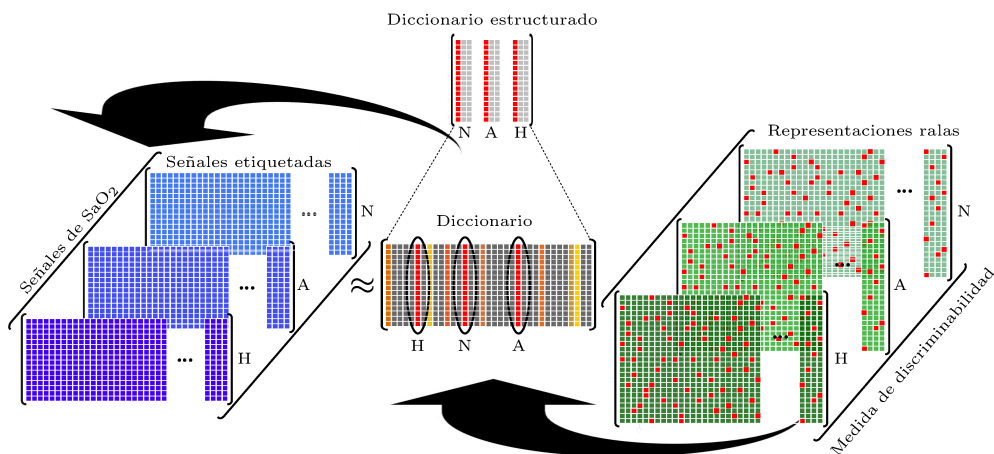 Diccionario estructurado
N A H
Señales de SaO2
Señales etiquetadas
...
N
...
A
...
H
≈
Diccionario
H N A
Representaciones ralas
...
N
...
A
...
H
Medida de discriminabilidad